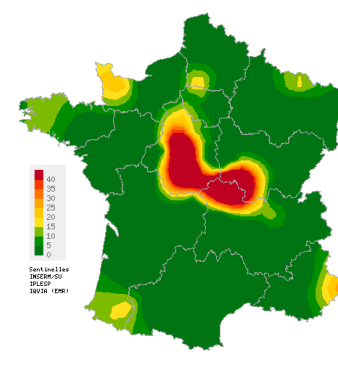 40
35
30
25
20
15
10
5
0
Sentinelles
INSERM/SU
IPLESP
IQVIA (EMR)